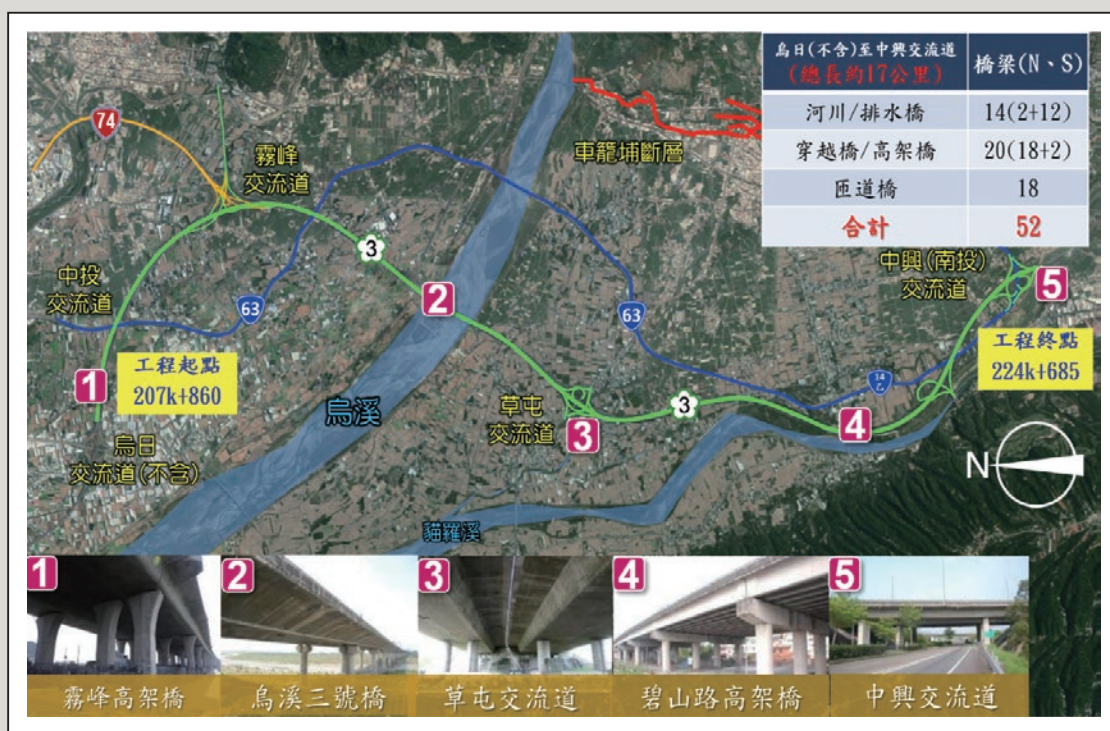 烏日(不含)至中興交流道
(總長約17公里)
橋梁(N、S)
河川/排水橋
14(2+12)
穿越橋/高架橋
20(18+2)
匝道橋
18
合計
52
74
霧峰
交流道
車籠埔斷層
3
中投
交流道
63
2
63
中興(南投)
交流道
5
1
工程起點
207k+860
工程終點
224k+685
14
乙
烏溪
草屯
交流道
3
3
4
烏日
交流道(不含)
N
貓羅溪
1
2
3
4
5
霧峰高架橋
烏溪三號橋
草屯交流道
碧山路高架橋
中興交流道